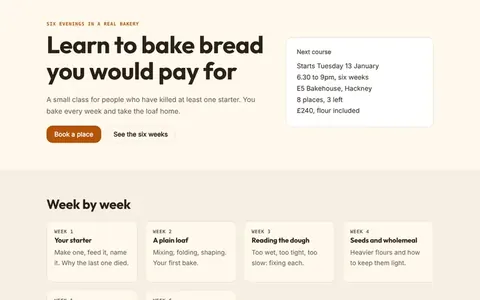 SIX EVENINGS IN A REAL BAKERY
Learn to bake bread
you would pay for
A small class for people who have killed at least one starter. You
bake every week and take the loaf home.
Book a place
See the six weeks
Next course
Starts Tuesday 13 January
6.30 to 9pm, six weeks
E5 Bakehouse, Hackney
8 places, 3 left
£240, flour included
Week by week
WEEK 1
Your starter
Make one, feed it, name
it. Why the last one died.
WEEK 2
A plain loaf
Mixing, folding, shaping.
Your first bake.
WEEK 3
Reading the dough
Too wet, too tight, too
slow: fixing each.
WEEK 4
Seeds and wholemeal
Heavier flours and how
to keep them light.